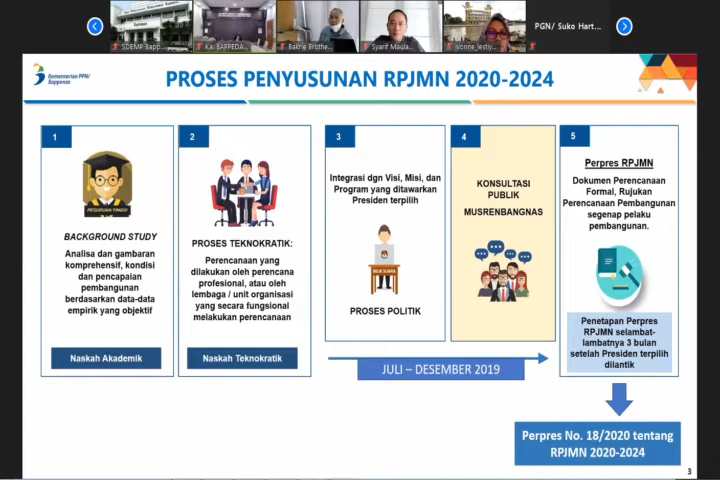 SDEMP Bapp...
Ka. BAPPEDA...
Bakrie Brothe...
Syarif Maula...
PGN/ Suko Hart...
Kementerian PPN/
Bappenas
PROSES PENYUSUNAN RPJMN 2020-2024
1
PERGURUAN TINGGI
BACKGROUND STUDY
Analisa dan gambaran
komprehensif, kondisi
dan pencapaian
pembangunan
berdasarkan data-data
empirik yang objektif
Naskah Akademik
2
PROSES TEKNOKRATIK:
Perencanaan yang
dilakukan oleh perencana
profesional, atau oleh
lembaga / unit organisasi
yang secara fungsional
melakukan perencanaan
Naskah Teknokratik
3
Integrasi dgn Visi, Misi, dan
Program yang ditawarkan
Presiden terpilih
PROSES POLITIK
4
KONSULTASI
PUBLIK
MUSRENBANGNAS
JULI – DESEMBER 2019
5
Perpres RPJMN
Dokumen Perencanaan
Formal, Rujukan
Perencanaan Pembangunan
segenap pelaku
pembangunan.
Penetapan Perpres
RPJMN selambat-
lambatnya 3 bulan
setelah Presiden terpilih
dilantik
Perpres No. 18/2020 tentang
RPJMN 2020-2024
3